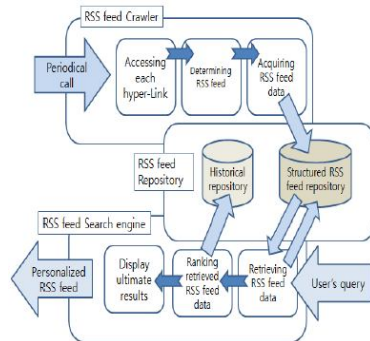 RSS feed Crawler
Periodical
call
Accessing
each
hyper-Link
Determining
RSS feed
Acquiring
RSS feed
data
RSS feed
Repository
Historical
repository
Structured RSS
feed repository
RSS feed Search engine
Personalized
RSS feed
Display
ultimate
results
Ranking
retrieved
RSS feed
data
Retrieving
RSS feed
data
User's query